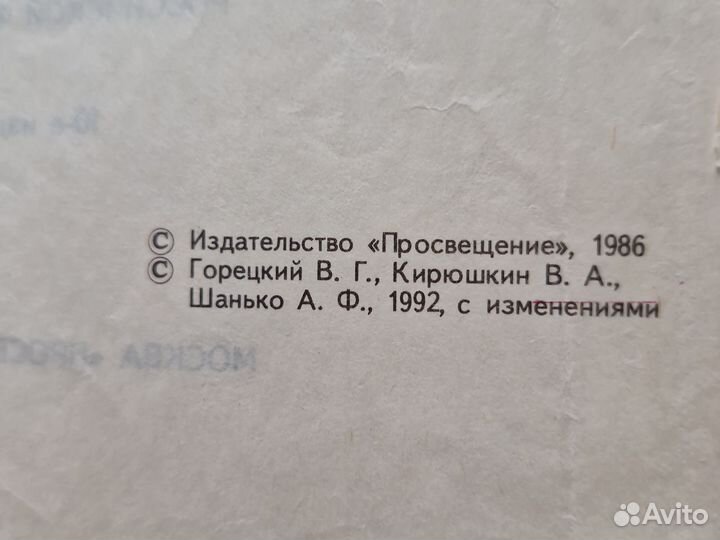 © Издательство «Просвещение», 1986
© Горецкий В. Г., Кирюшкин В. А.,
Шанько А. Ф., 1992, с изменениями
Avito